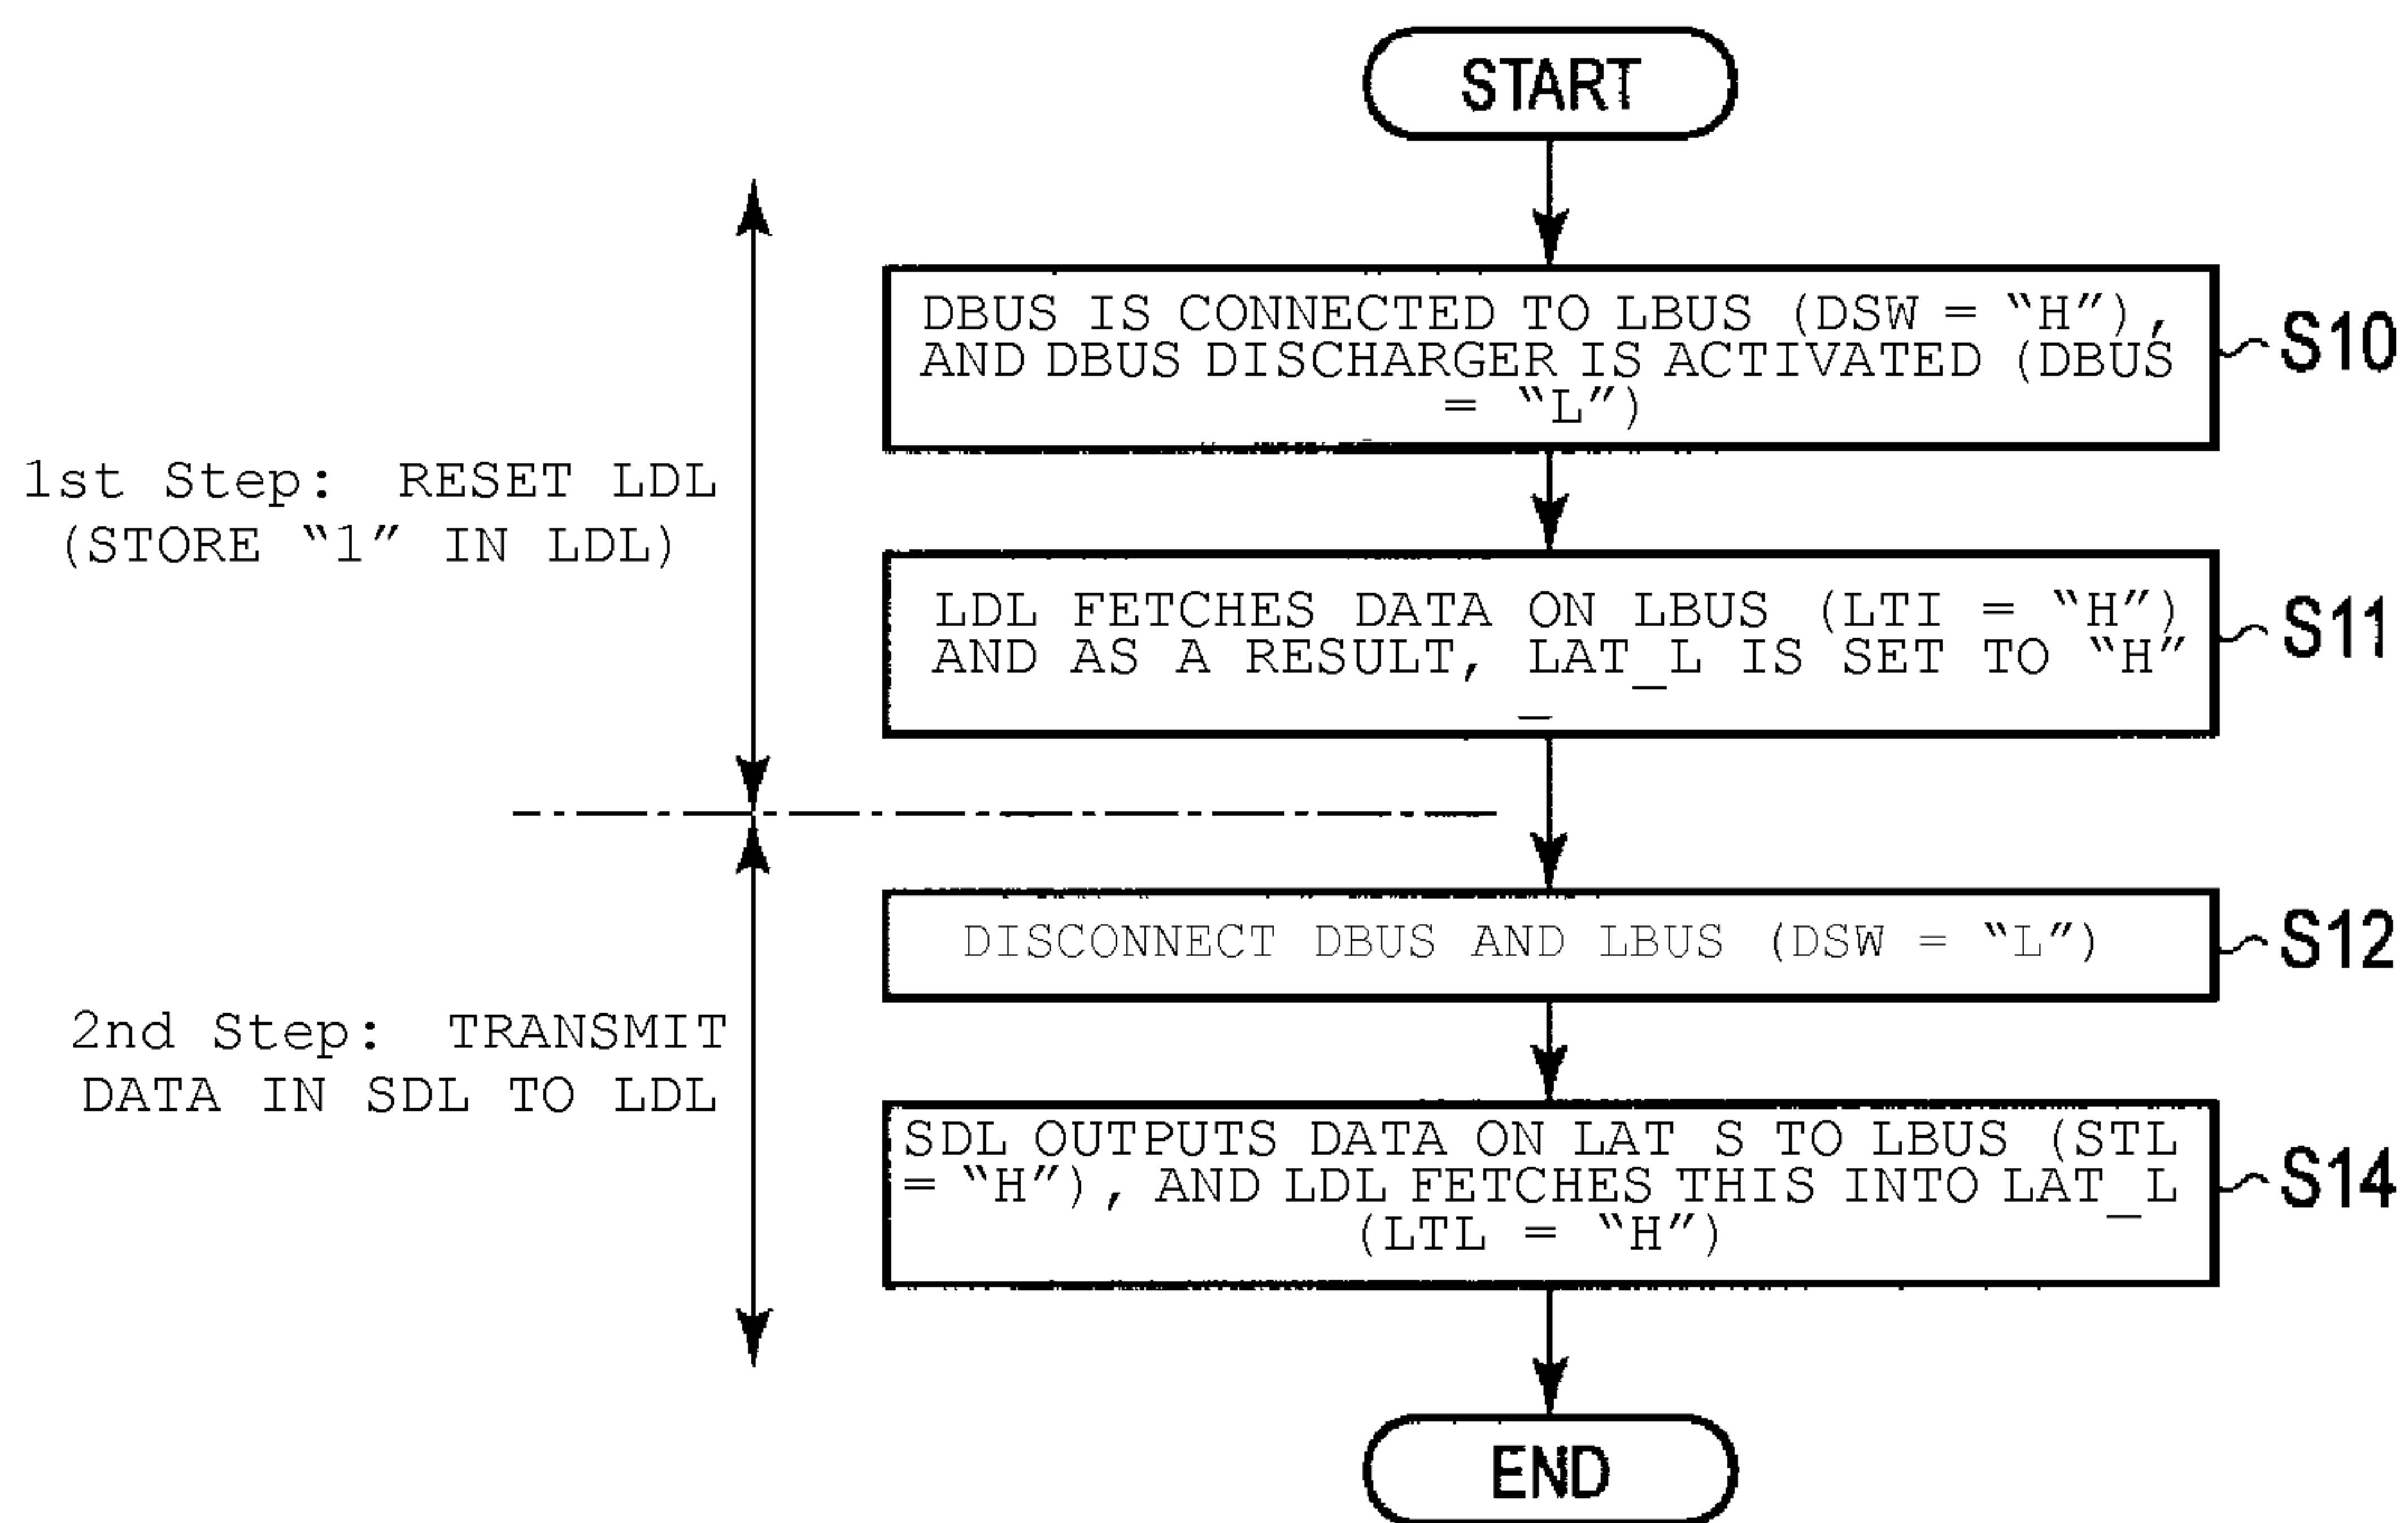 START
DBUS IS CONNECTED TO LBUS (DSW = “H”),
AND DBUS DISCHARGER IS ACTIVATED (DBUS
= “L”)
S10
1st Step: RESET LDL
(STORE “1” IN LDL)
LDL FETCHES DATA ON LBUS (LTI = “H”)
AND AS A RESULT, LAT_L IS SET TO “H”
_
S11
DISCONNECT DBUS AND LBUS (DSW = “L”)
S12
2nd Step: TRANSMIT
DATA IN SDL TO LDL
SDL OUTPUTS DATA ON LAT S TO LBUS (STL
= “H”), AND LDL FETCHES THIS INTO LAT_L
(LTL = “H”)
S14
END